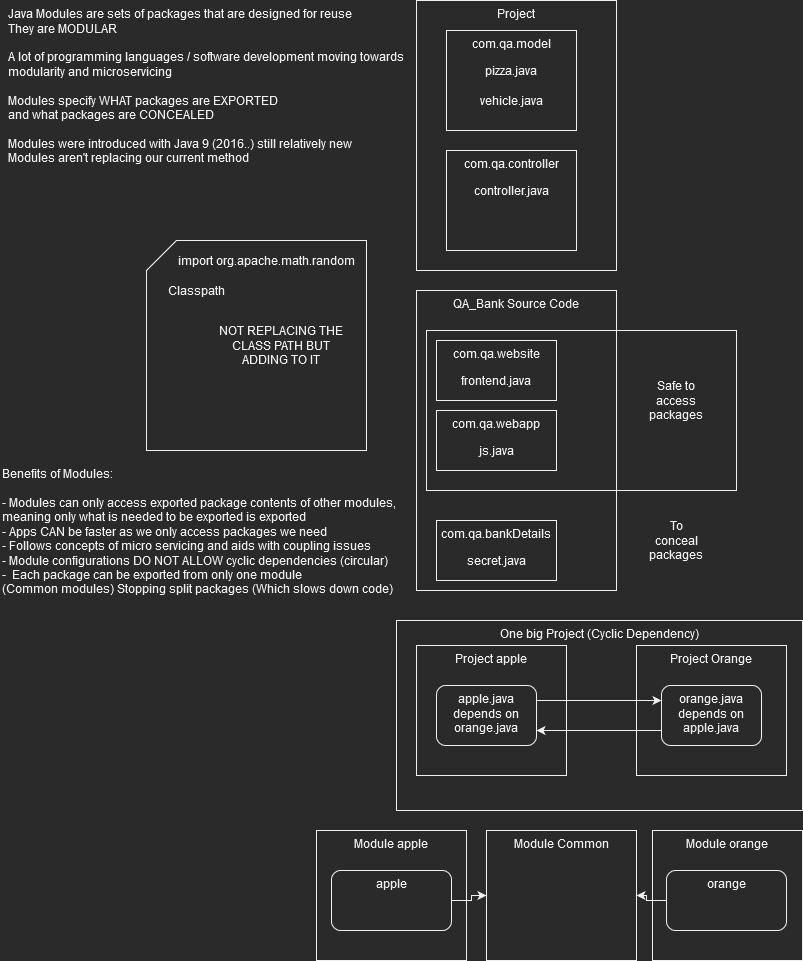 Java Modules are sets of packages that are designed for reuse
They are MODULAR
A lot of programming languages / software development moving towards
modularity and microservicing
Modules specify WHAT packages are EXPORTED
and what packages are CONCEALED
Modules were introduced with Java 9 (2016..) still relatively new
Modules aren't replacing our current method
Project
com.qa.model
pizza.java
vehicle.java
com.qa.controller
controller.java
import org.apache.math.random
Classpath
NOT REPLACING THE
CLASS PATH BUT
ADDING TO IT
QA_Bank Source Code
com.qa.website
frontend.java
com.qa.webapp
js.java
Safe to
access
packages
com.qa.bankDetails
secret.java
To
conceal
packages
Benefits of Modules:
- Modules can only access exported package contents of other modules,
meaning only what is needed to be exported is exported
- Apps CAN be faster as we only access packages we need
- Follows concepts of micro servicing and aids with coupling issues
- Module configurations DO NOT ALLOW cyclic dependencies (circular)
-  Each package can be exported from only one module
(Common modules) Stopping split packages (Which slows down code)
One big Project (Cyclic Dependency)
Project apple
apple.java
depends on
orange.java
Project Orange
orange.java
depends on
apple.java
Module apple
apple
Module Common
Module orange
orange